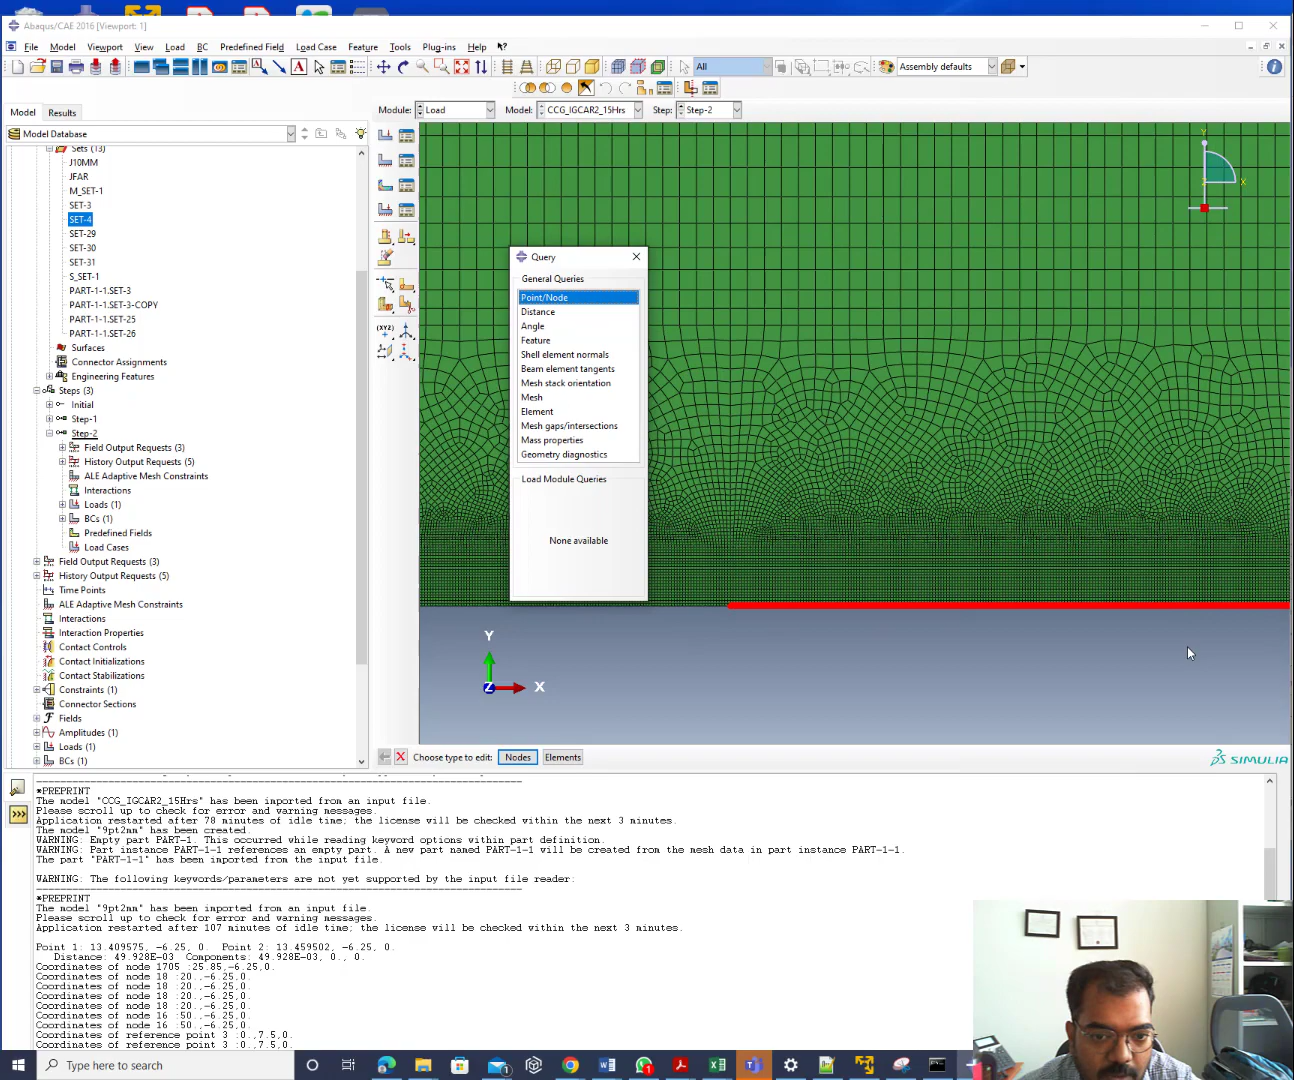 Abaqus/CAE 2016 [Viewport: 1]
File Model Viewport View Load BC Predefined Field Load Case Feature Tools Plug-ins Help
All
Assembly defaults
Model Results
Module: Load Model: CCG_IGCAR2_15Hrs Step: Step-2
Model Database
Sets (13)
J10MM
JFAR
M_SET-1
SET-3
SET-4
SET-29
SET-30
SET-31
S_SET-1
PART-1-1.SET-3
PART-1-1.SET-3-COPY
PART-1-1.SET-25
PART-1-1.SET-26
Surfaces
Connector Assignments
Engineering Features
Steps (3)
Initial
Step-1
Step-2
Field Output Requests (3)
History Output Requests (5)
ALE Adaptive Mesh Constraints
Interactions
Loads (1)
BCs (1)
Predefined Fields
Load Cases
Field Output Requests (3)
History Output Requests (5)
Time Points
ALE Adaptive Mesh Constraints
Interactions
Interaction Properties
Contact Controls
Contact Initializations
Contact Stabilizations
Constraints (1)
Connector Sections
Fields
Amplitudes (1)
Loads (1)
BCs (1)
(XYZ)
Query
General Queries
Point/Node
Distance
Angle
Feature
Shell element normals
Beam element tangents
Mesh stack orientation
Mesh
Element
Mesh gaps/intersections
Mass properties
Geometry diagnostics
Load Module Queries
None available
Y
X
Y
Z
X
Choose type to edit: Nodes Elements
SIMULIA
*PREPRINT
The model "CCG_IGCAR2_15Hrs" has been imported from an input file.
Please scroll up to check for error and warning messages.
Application restarted after 78 minutes of idle time; the license will be checked within the next 3 minutes.
The model "9pt2mm" has been created.
WARNING: Empty part PART-1. This occurred while reading keyword options within part definition.
WARNING: Part instance PART-1-1 references an empty part. A new part named PART-1-1 will be created from the mesh data in part instance PART-1-1.
The part "PART-1-1" has been imported from the input file.
WARNING: The following keywords/parameters are not yet supported by the input file reader:
*PREPRINT
The model "9pt2mm" has been imported from an input file.
Please scroll up to check for error and warning messages.
Application restarted after 107 minutes of idle time; the license will be checked within the next 3 minutes.
Point 1: 13.409575, -6.25, 0. Point 2: 13.459502, -6.25, 0.
Distance: 49.928E-03 Components: 49.928E-03, 0., 0.
Coordinates of node 1705 :25.85,-6.25,0.
Coordinates of node 18 :20.,-6.25,0.
Coordinates of node 18 :20.,-6.25,0.
Coordinates of node 18 :20.,-6.25,0.
Coordinates of node 18 :20.,-6.25,0.
Coordinates of node 16 :50.,-6.25,0.
Coordinates of node 16 :50.,-6.25,0.
Coordinates of reference point 3 :0.,7.5,0.
Coordinates of reference point 3 :0.,7.5,0.
Type here to search